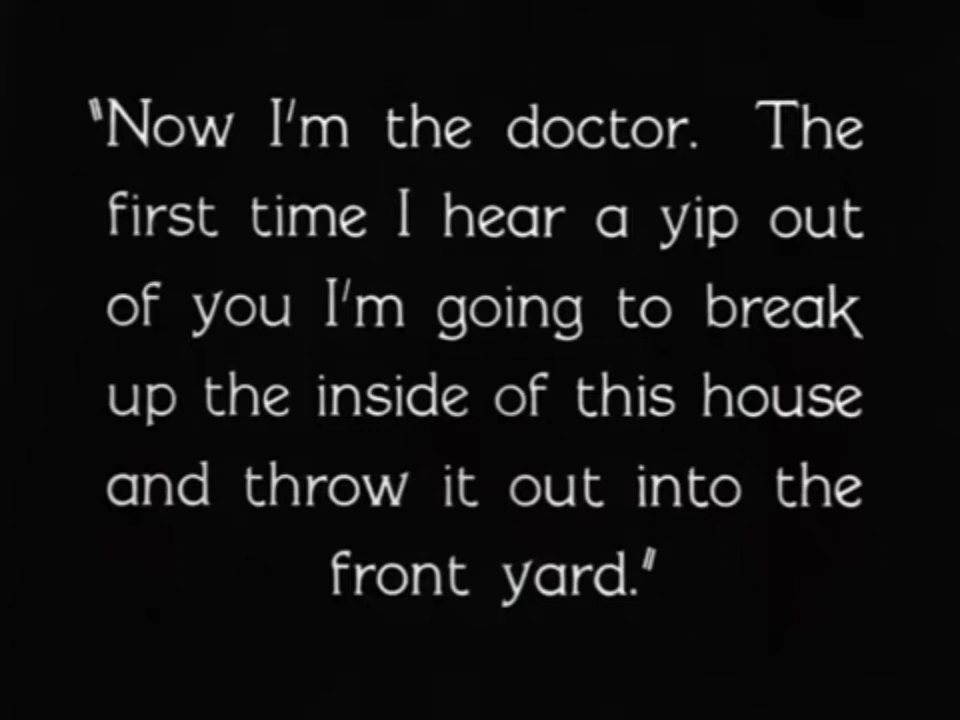 "Now I'm the doctor. The
first time I hear a yip out
of you I'm going to break
up the inside of this house
and throw it out into the
front yard."